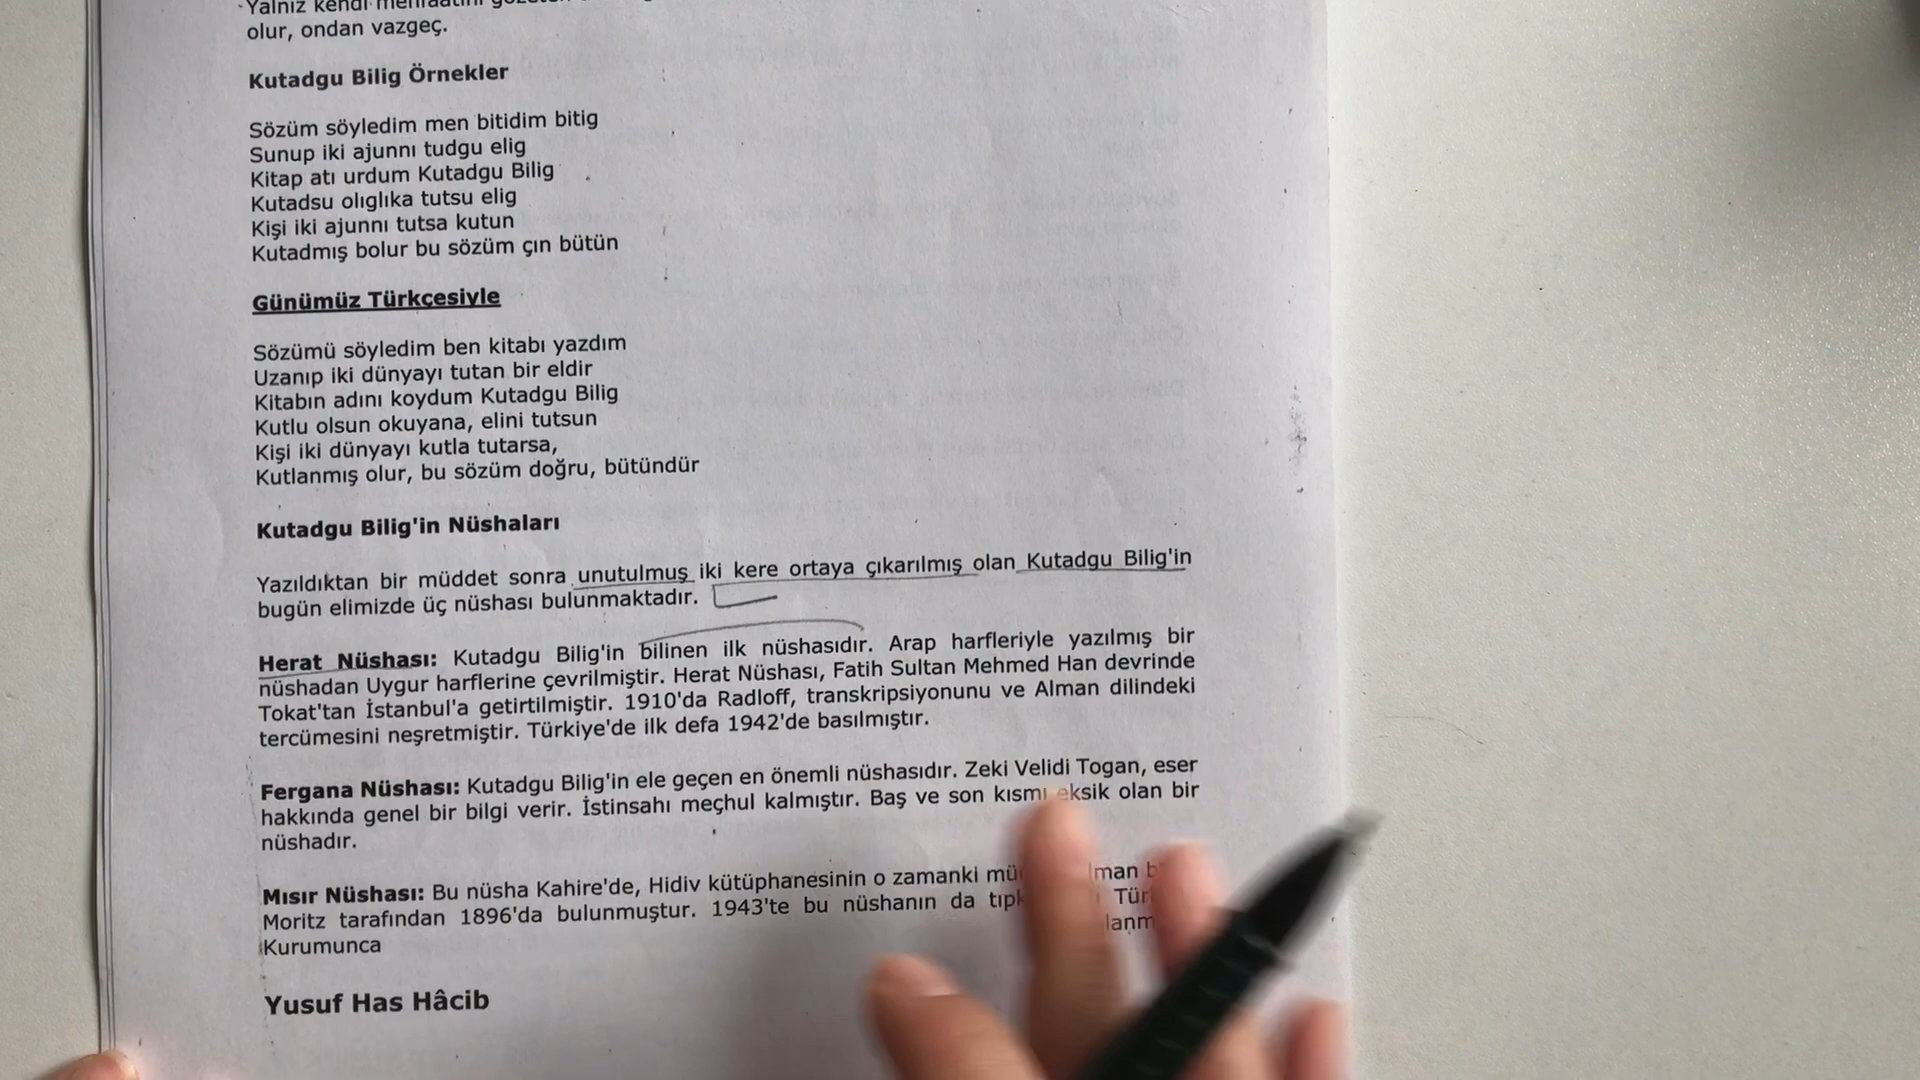 Yalnız kendi menfaatini
olur, ondan vazgeç.
Kutadgu Bilig Örnekler
Sözüm söyledim men bitidim bitig
Sunup iki ajunnı tudgu elig
Kitap atı urdum Kutadgu Bilig
Kutadsu olıglıka tutsu elig
Kişi iki ajunnı tutsa kutun
Kutadmış bolur bu sözüm çın bütün
Günümüz Türkçesiyle
Sözümü söyledim ben kitabı yazdım
Uzanıp iki dünyayı tutan bir eldir
Kitabın adını koydum Kutadgu Bilig
Kutlu olsun okuyana, elini tutsun
Kişi iki dünyayı kutla tutarsa,
Kutlanmış olur, bu sözüm doğru, bütündür
Kutadgu Bilig'in Nüshaları
Yazıldıktan bir müddet sonra unutulmuş iki kere ortaya çıkarılmış olan Kutadgu Bilig'in
bugün elimizde üç nüshası bulunmaktadır.
Herat Nüshası: Kutadgu Bilig'in bilinen ilk nüshasıdır. Arap harfleriyle yazılmış bir
nüshadan Uygur harflerine çevrilmiştir. Herat Nüshası, Fatih Sultan Mehmed Han devrinde
Tokat'tan İstanbul'a getirtilmiştir. 1910'da Radloff, transkripsiyonunu ve Alman dilindeki
tercümesini neşretmiştir. Türkiye'de ilk defa 1942'de basılmıştır.
Fergana Nüshası: Kutadgu Bilig'in ele geçen en önemli nüshasıdır. Zeki Velidi Togan, eser
hakkında genel bir bilgi verir. İstinsahı meçhul kalmıştır. Baş ve son kısmı eksik olan bir
nüshadır.
Mısır Nüshası: Bu nüsha Kahire'de, Hidiv kütüphanesinin o zamanki
Moritz tarafından 1896'da bulunmuştur. 1943'te bu nüshanın da
Kurumunca
Yusuf Has Hâcib